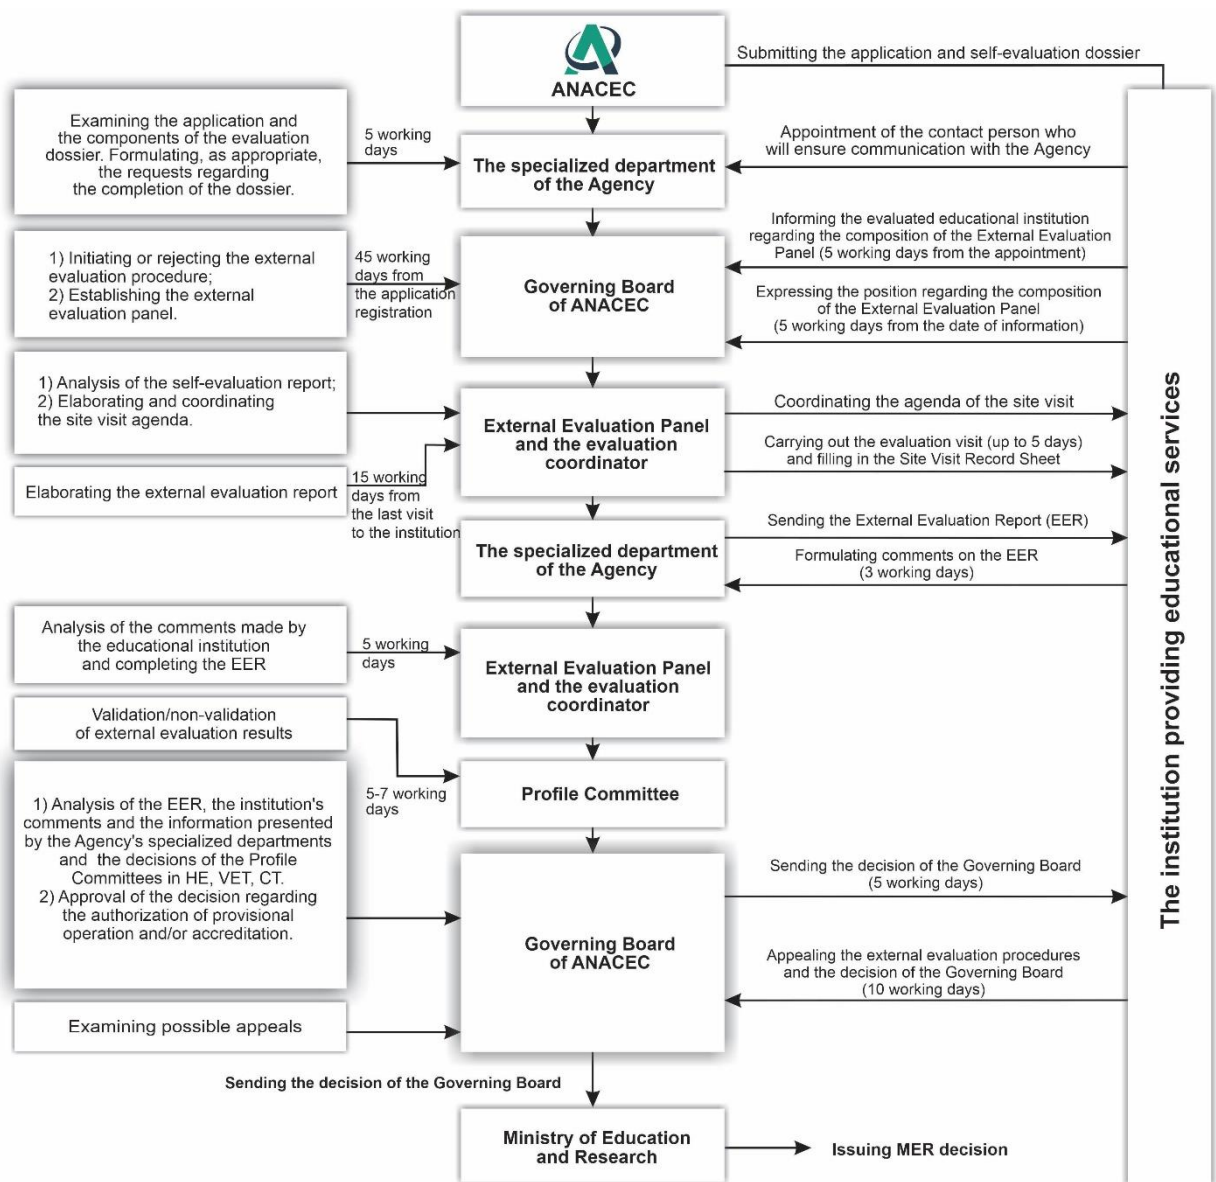 ANACEC
Submitting the application and self-evaluation dossier
Examining the application and
the components of the evaluation
dossier. Formulating, as appropriate,
the requests regarding
the completion of the dossier.
5 working
days
The specialized department
of the Agency
Appointment of the contact person who
will ensure communication with the Agency
1) Initiating or rejecting the external
evaluation procedure;
2) Establishing the external
evaluation panel.
45 working
days from
the application
registration
Governing Board
of ANACEC
Informing the evaluated educational institution
regarding the composition of the External Evaluation
Panel (5 working days from the appointment)
Expressing the position regarding the composition
of the External Evaluation Panel
(5 working days from the date of information)
1) Analysis of the self-evaluation report;
2) Elaborating and coordinating
the site visit agenda.
Elaborating the external evaluation report
15 working
days from
the last visit
to the institution
External Evaluation Panel
and the evaluation
coordinator
Coordinating the agenda of the site visit
Carrying out the evaluation visit (up to 5 days)
and filling in the Site Visit Record Sheet
The specialized department
of the Agency
Sending the External Evaluation Report (EER)
Formulating comments on the EER
(3 working days)
Analysis of the comments made by
the educational institution
and completing the EER
5 working
days
External Evaluation Panel
and the evaluation
coordinator
Validation/non-validation
of external evaluation results
5-7 working
days
Profile Committee
1) Analysis of the EER, the institution's
comments and the information presented
by the Agency's specialized departments
and the decisions of the Profile
Committees in HE, VET, CT.
2) Approval of the decision regarding
the authorization of provisional
operation and/or accreditation.
Examining possible appeals
Governing Board
of ANACEC
Sending the decision of the Governing Board
(5 working days)
Appealing the external evaluation procedures
and the decision of the Governing Board
(10 working days)
Sending the decision of the Governing Board
Ministry of Education
and Research
Issuing MER decision
The institution providing educational services